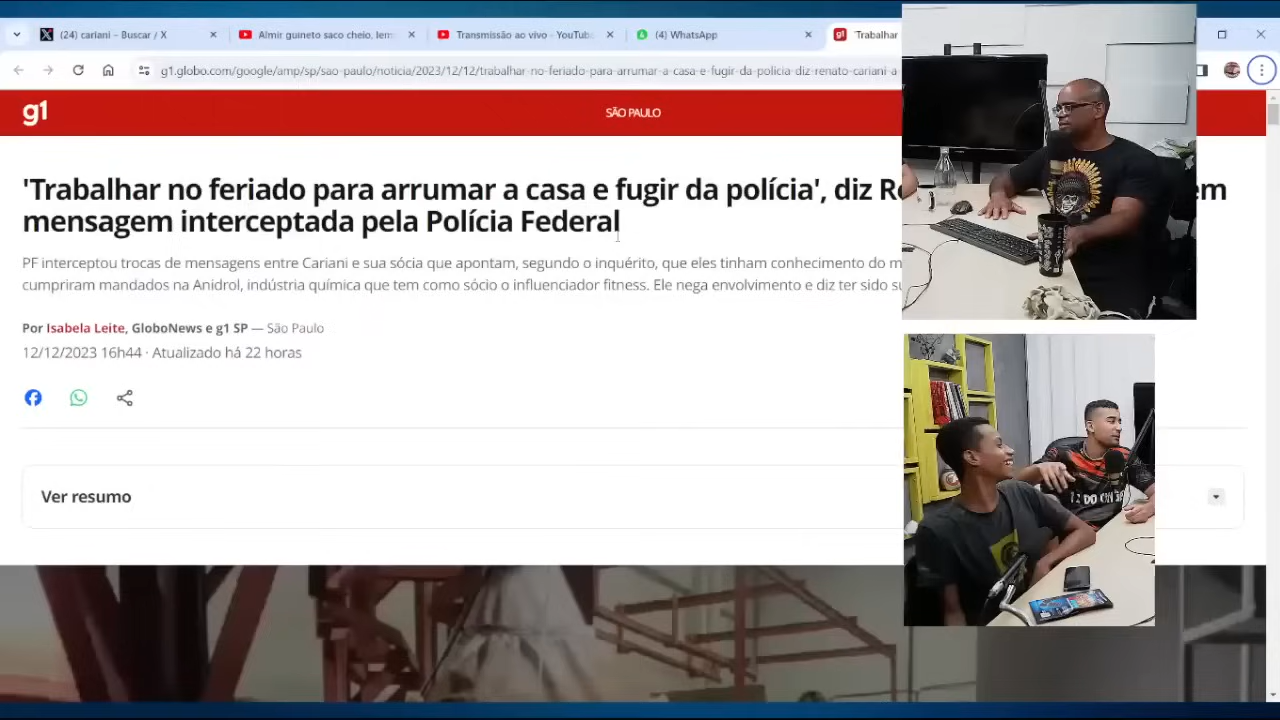 (24) cariani – Buscar / X
Almir guineto saco cheio, lem
Transmissão ao vivo - YouTube
(4) WhatsApp
g1 'Trabalhar
g1.globo.com/google/amp/sp/sao-paulo/noticia/2023/12/12/trabalhar-no-feriado-para-arrumar-a-casa-e-fugir-da-policia-diz-renato-cariani-a
g1
SÃO PAULO
'Trabalhar no feriado para arrumar a casa e fugir da polícia', diz Re em
mensagem interceptada pela Polícia Federal
PF interceptou trocas de mensagens entre Cariani e sua sócia que apontam, segundo o inquérito, que eles tinham conhecimento do m
cumpriram mandados na Anidrol, indústria química que tem como sócio o influenciador fitness. Ele nega envolvimento e diz ter sido su
Por Isabela Leite, GloboNews e g1 SP — São Paulo
12/12/2023 16h44 · Atualizado há 22 horas
Ver resumo